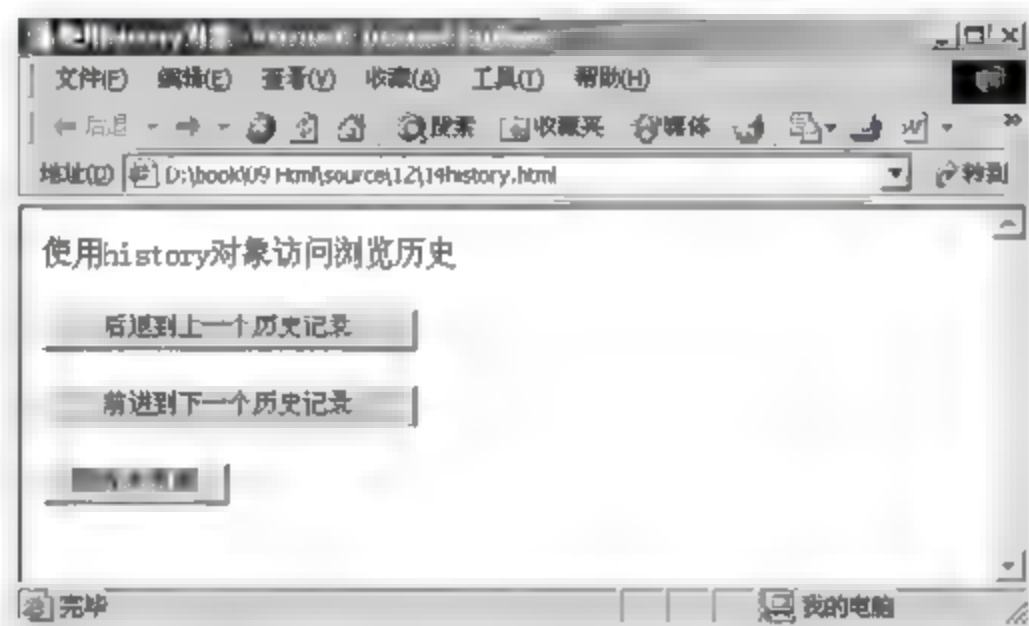 文件(F) 编辑(E) 查看(V) 收藏(A) 工具(T) 帮助(H)
后退 搜索 收藏夹 媒体
地址(D) D:\book\09 Html\source\12\14history.html 转到
使用history对象访问浏览历史
后退到上一个历史记录
前进到下一个历史记录
完毕 我的电脑